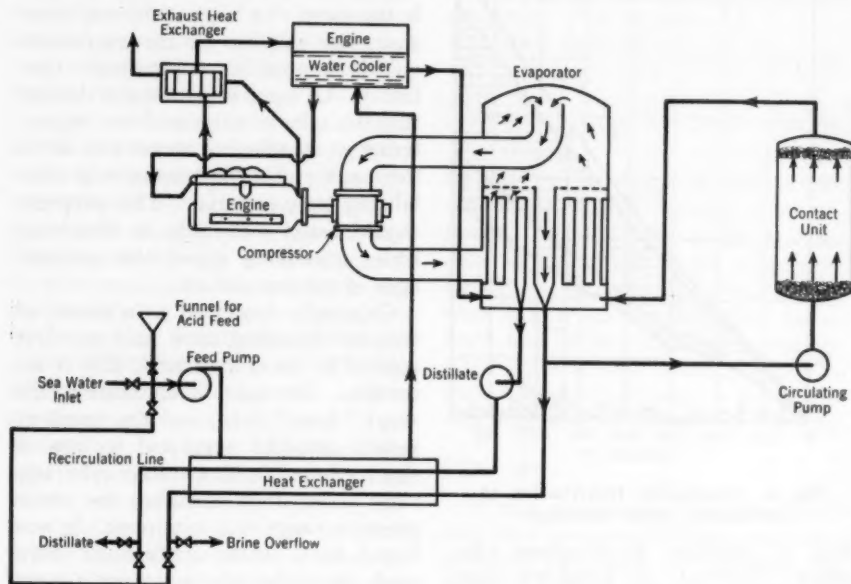 Exhaust Heat
Exchanger
Engine
Water Cooler
Evaporator
Engine
Compressor
Contact
Unit
Funnel for
Acid Feed
Feed Pump
Sea Water
Inlet
Distillate
Circulating
Pump
Recirculation Line
Heat Exchanger
Distillate
Brine Overflow